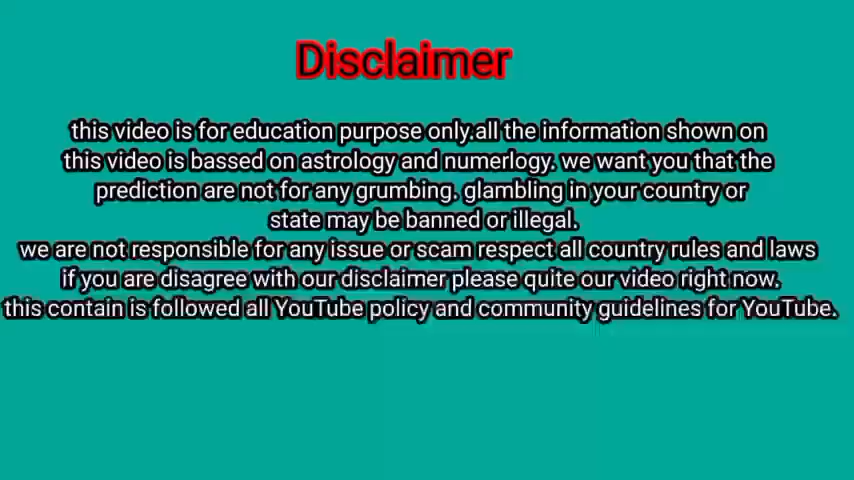 Disclaimer
this video is for education purpose only.all the information shown on
this video is bassed on astrology and numerlogy. we want you that the
prediction are not for any grumbing. glambling in your country or
state may be banned or illegal.
we are not responsible for any issue or scam respect all country rules and laws
if you are disagree with our disclaimer please quite our video right now.
this contain is followed all YouTube policy and community guidelines for YouTube.